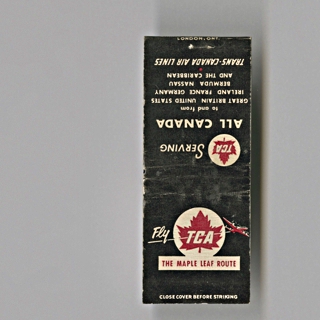 LONDON, ONT.
Fly
TCA
THE MAPLE LEAF ROUTE
CLOSE COVER BEFORE STRIKING
SERVING
TCA
ALL CANADA
to and from
GREAT BRITAIN UNITED STATES
IRELAND FRANCE GERMANY
BERMUDA NASSAU
AND THE CARIBBEAN
TRANS-CANADA AIR LINES